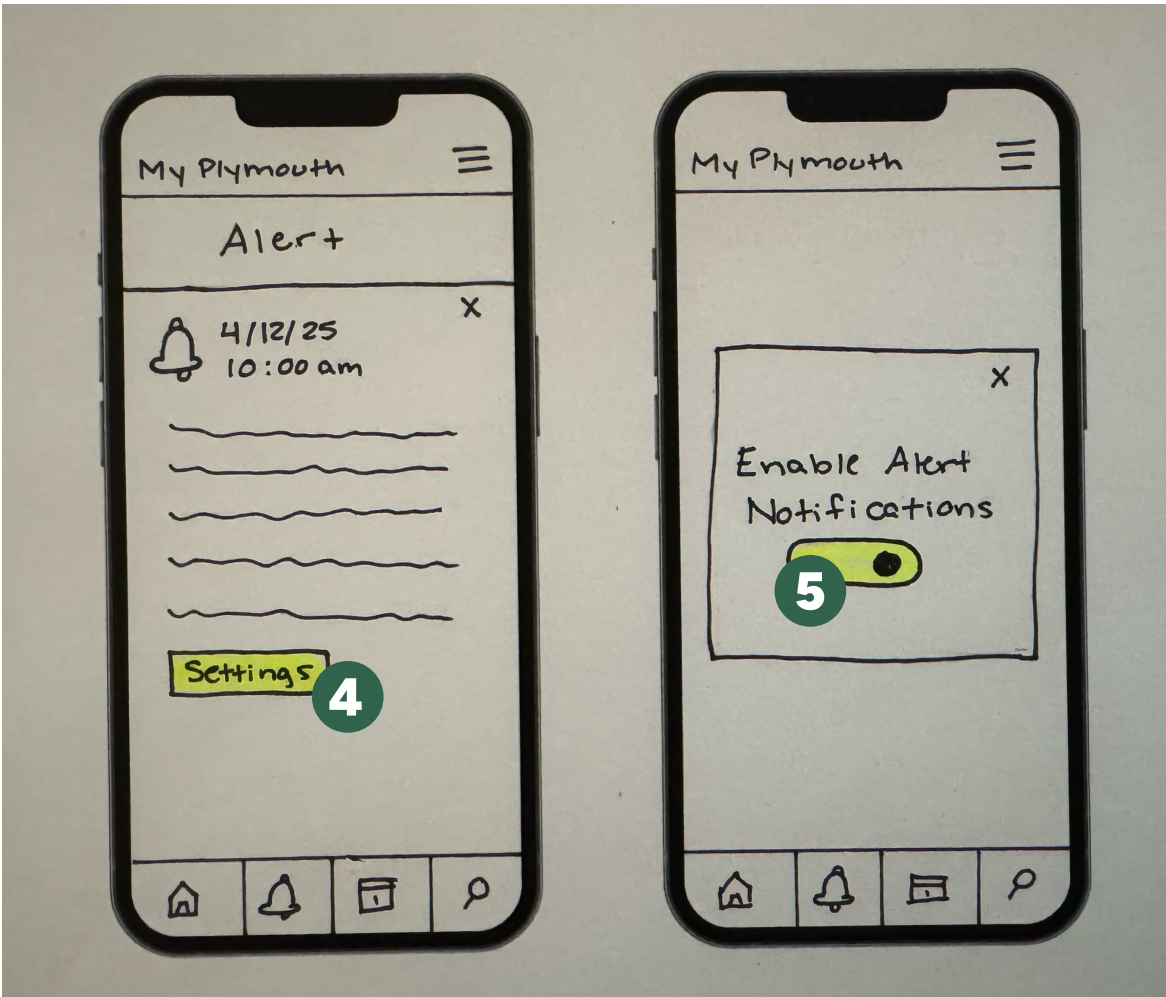 My Plymouth
Alert
X
4/12/25
10:00 am
Settings
4
My Plymouth
X
Enable Alert
Notifications
5